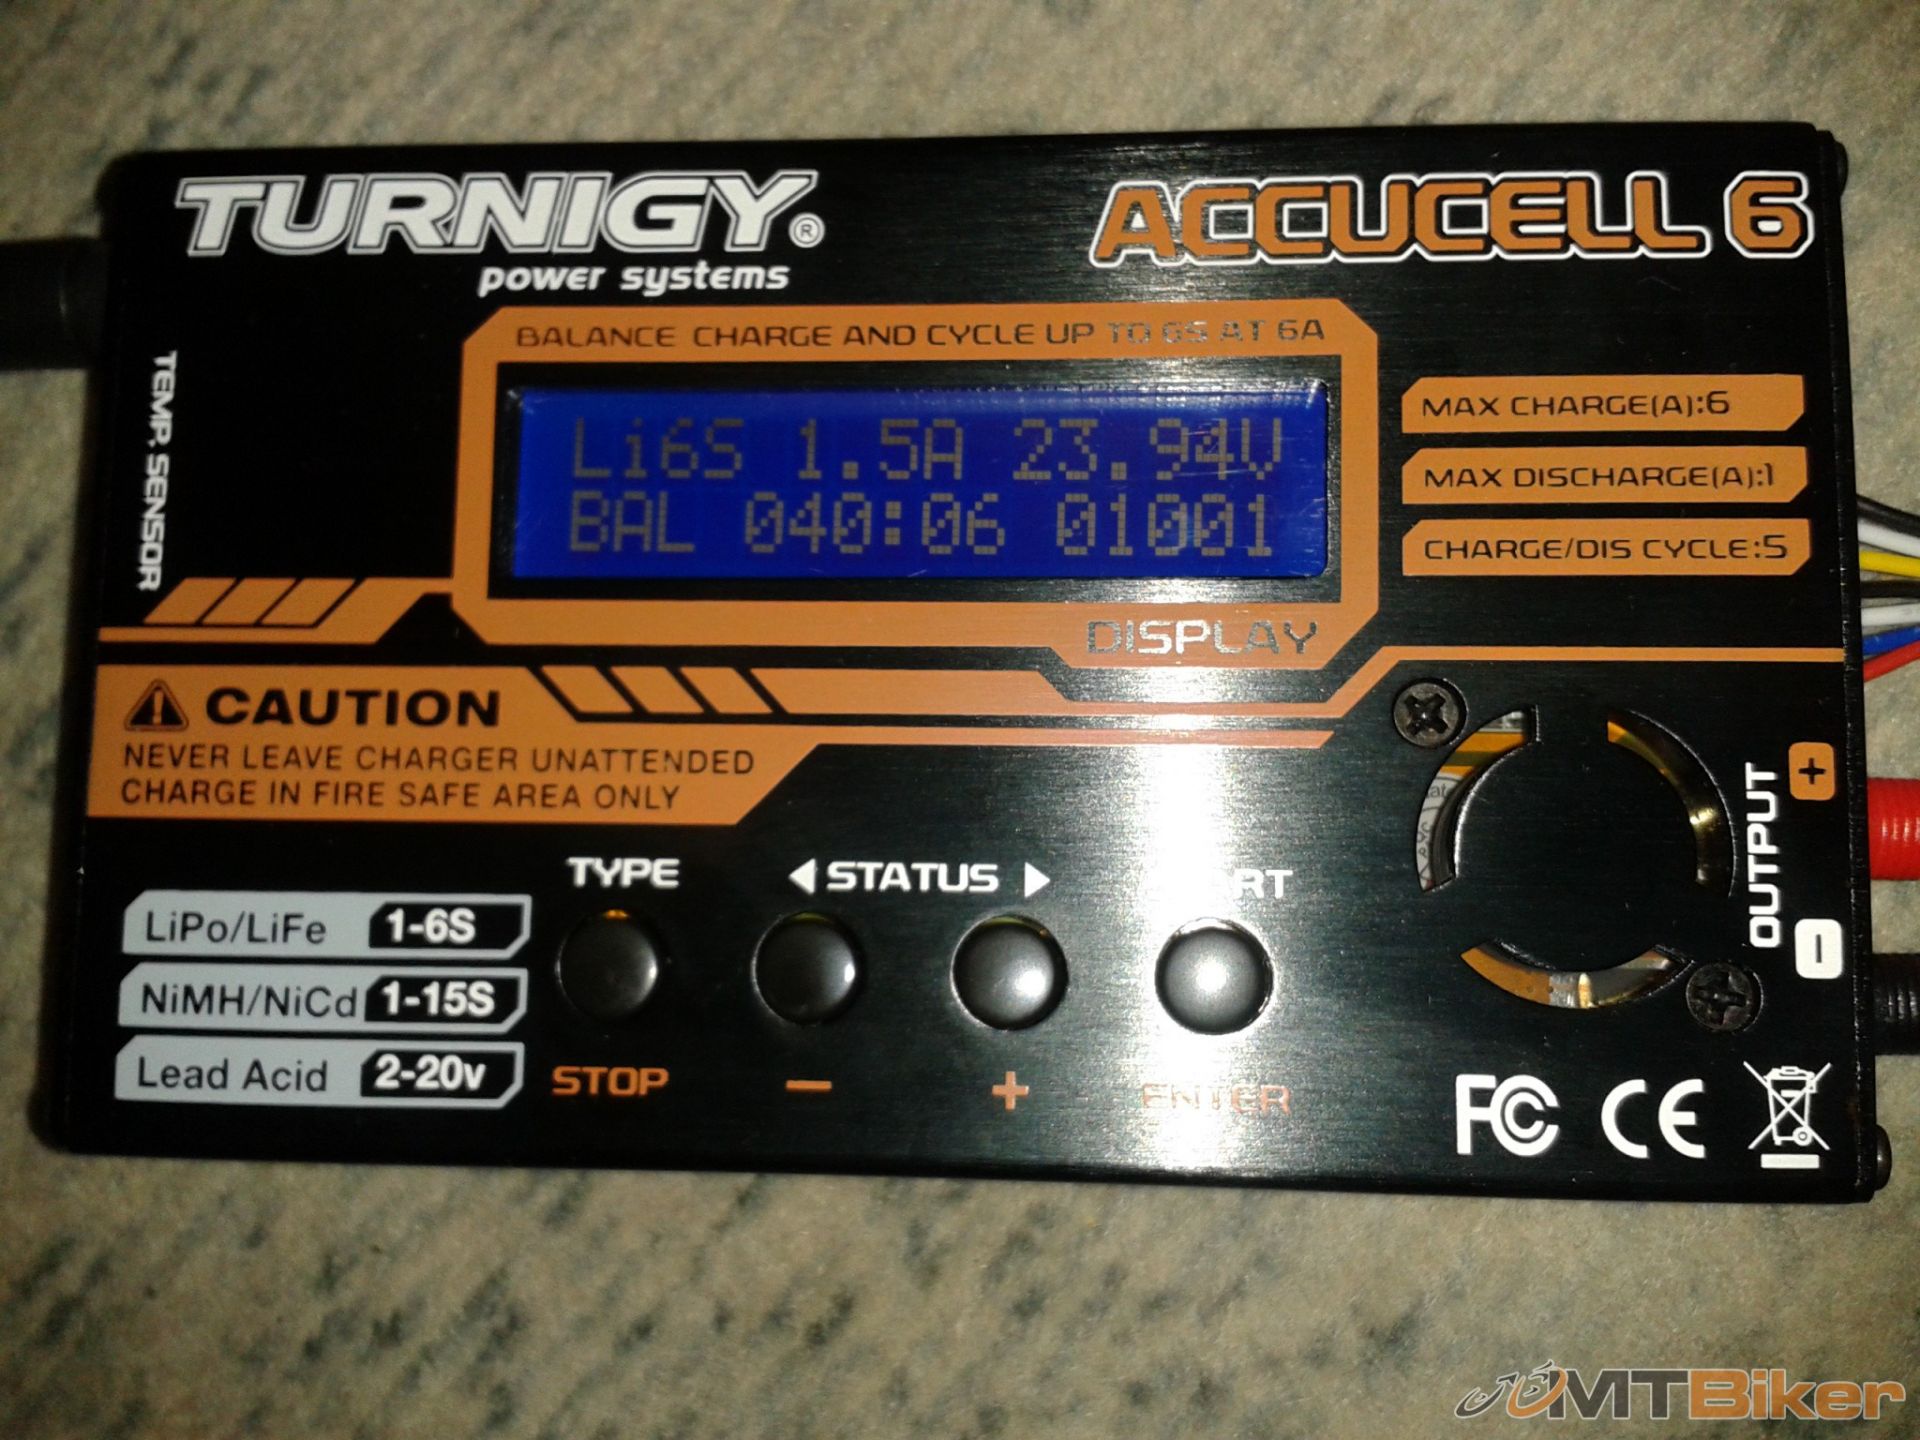 TURNIGY®
power systems
ACCUCELL 6
BALANCE CHARGE AND CYCLE UP TO 6S AT 6A
Li6S 1.5A 23.94V
BAL 040:06 01001
DISPLAY
MAX CHARGE(A):6
MAX DISCHARGE(A):1
CHARGE/DIS CYCLE:5
TEMP. SENSOR
CAUTION
NEVER LEAVE CHARGER UNATTENDED
CHARGE IN FIRE SAFE AREA ONLY
LiPo/LiFe 1-6S
NiMH/NiCd 1-15S
Lead Acid 2-20v
TYPE
STATUS
STOP
− + ENTER
OUTPUT
+
−
FC CE
MTBiker